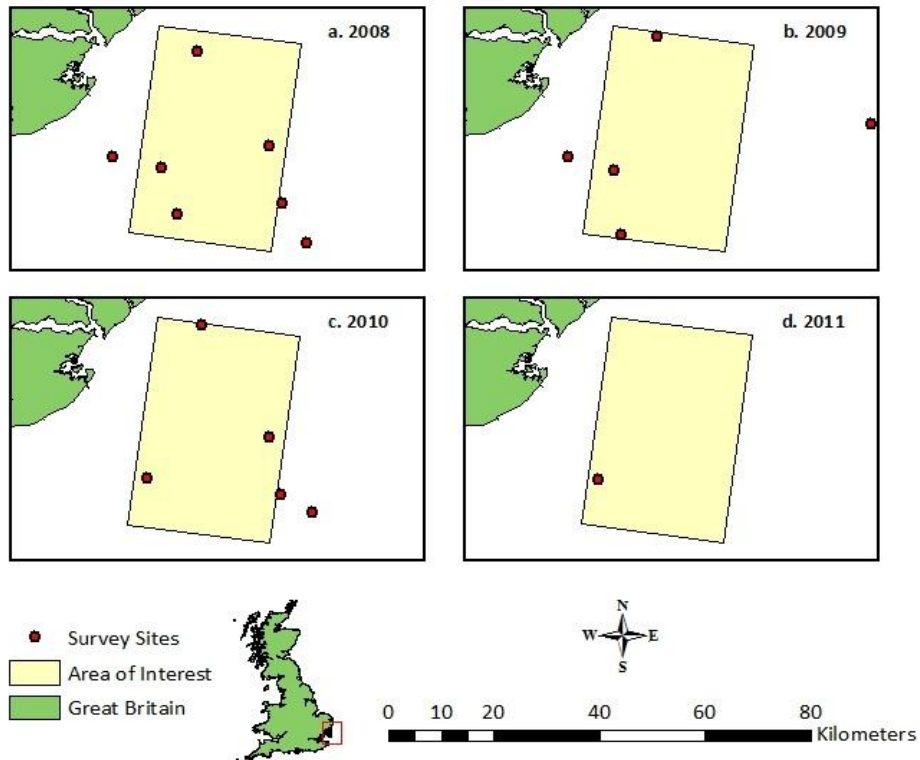 a. 2008
b. 2009
c. 2010
d. 2011
Survey Sites
Area of Interest
Great Britain
N
W E
S
0 10 20 40 60 80
Kilometers